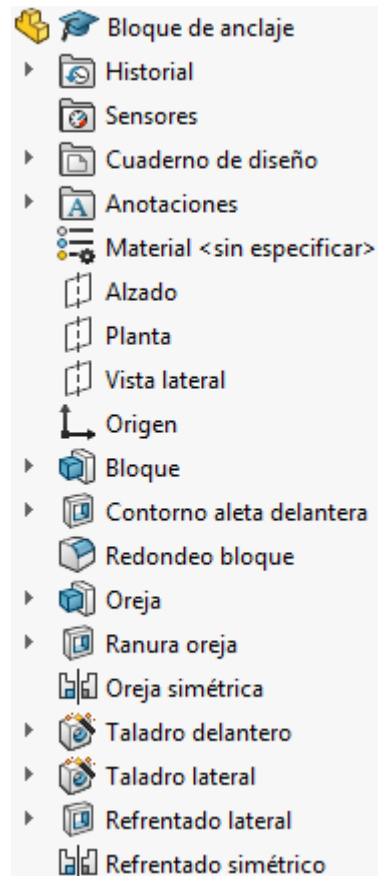 Bloque de anclaje
Historial
Sensores
Cuaderno de diseño
Anotaciones
Material <sin especificar>
Alzado
Planta
Vista lateral
Origen
Bloque
Contorno aleta delantera
Redondeo bloque
Oreja
Ranura oreja
Oreja simétrica
Taladro delantero
Taladro lateral
Refrentado lateral
Refrentado simétrico